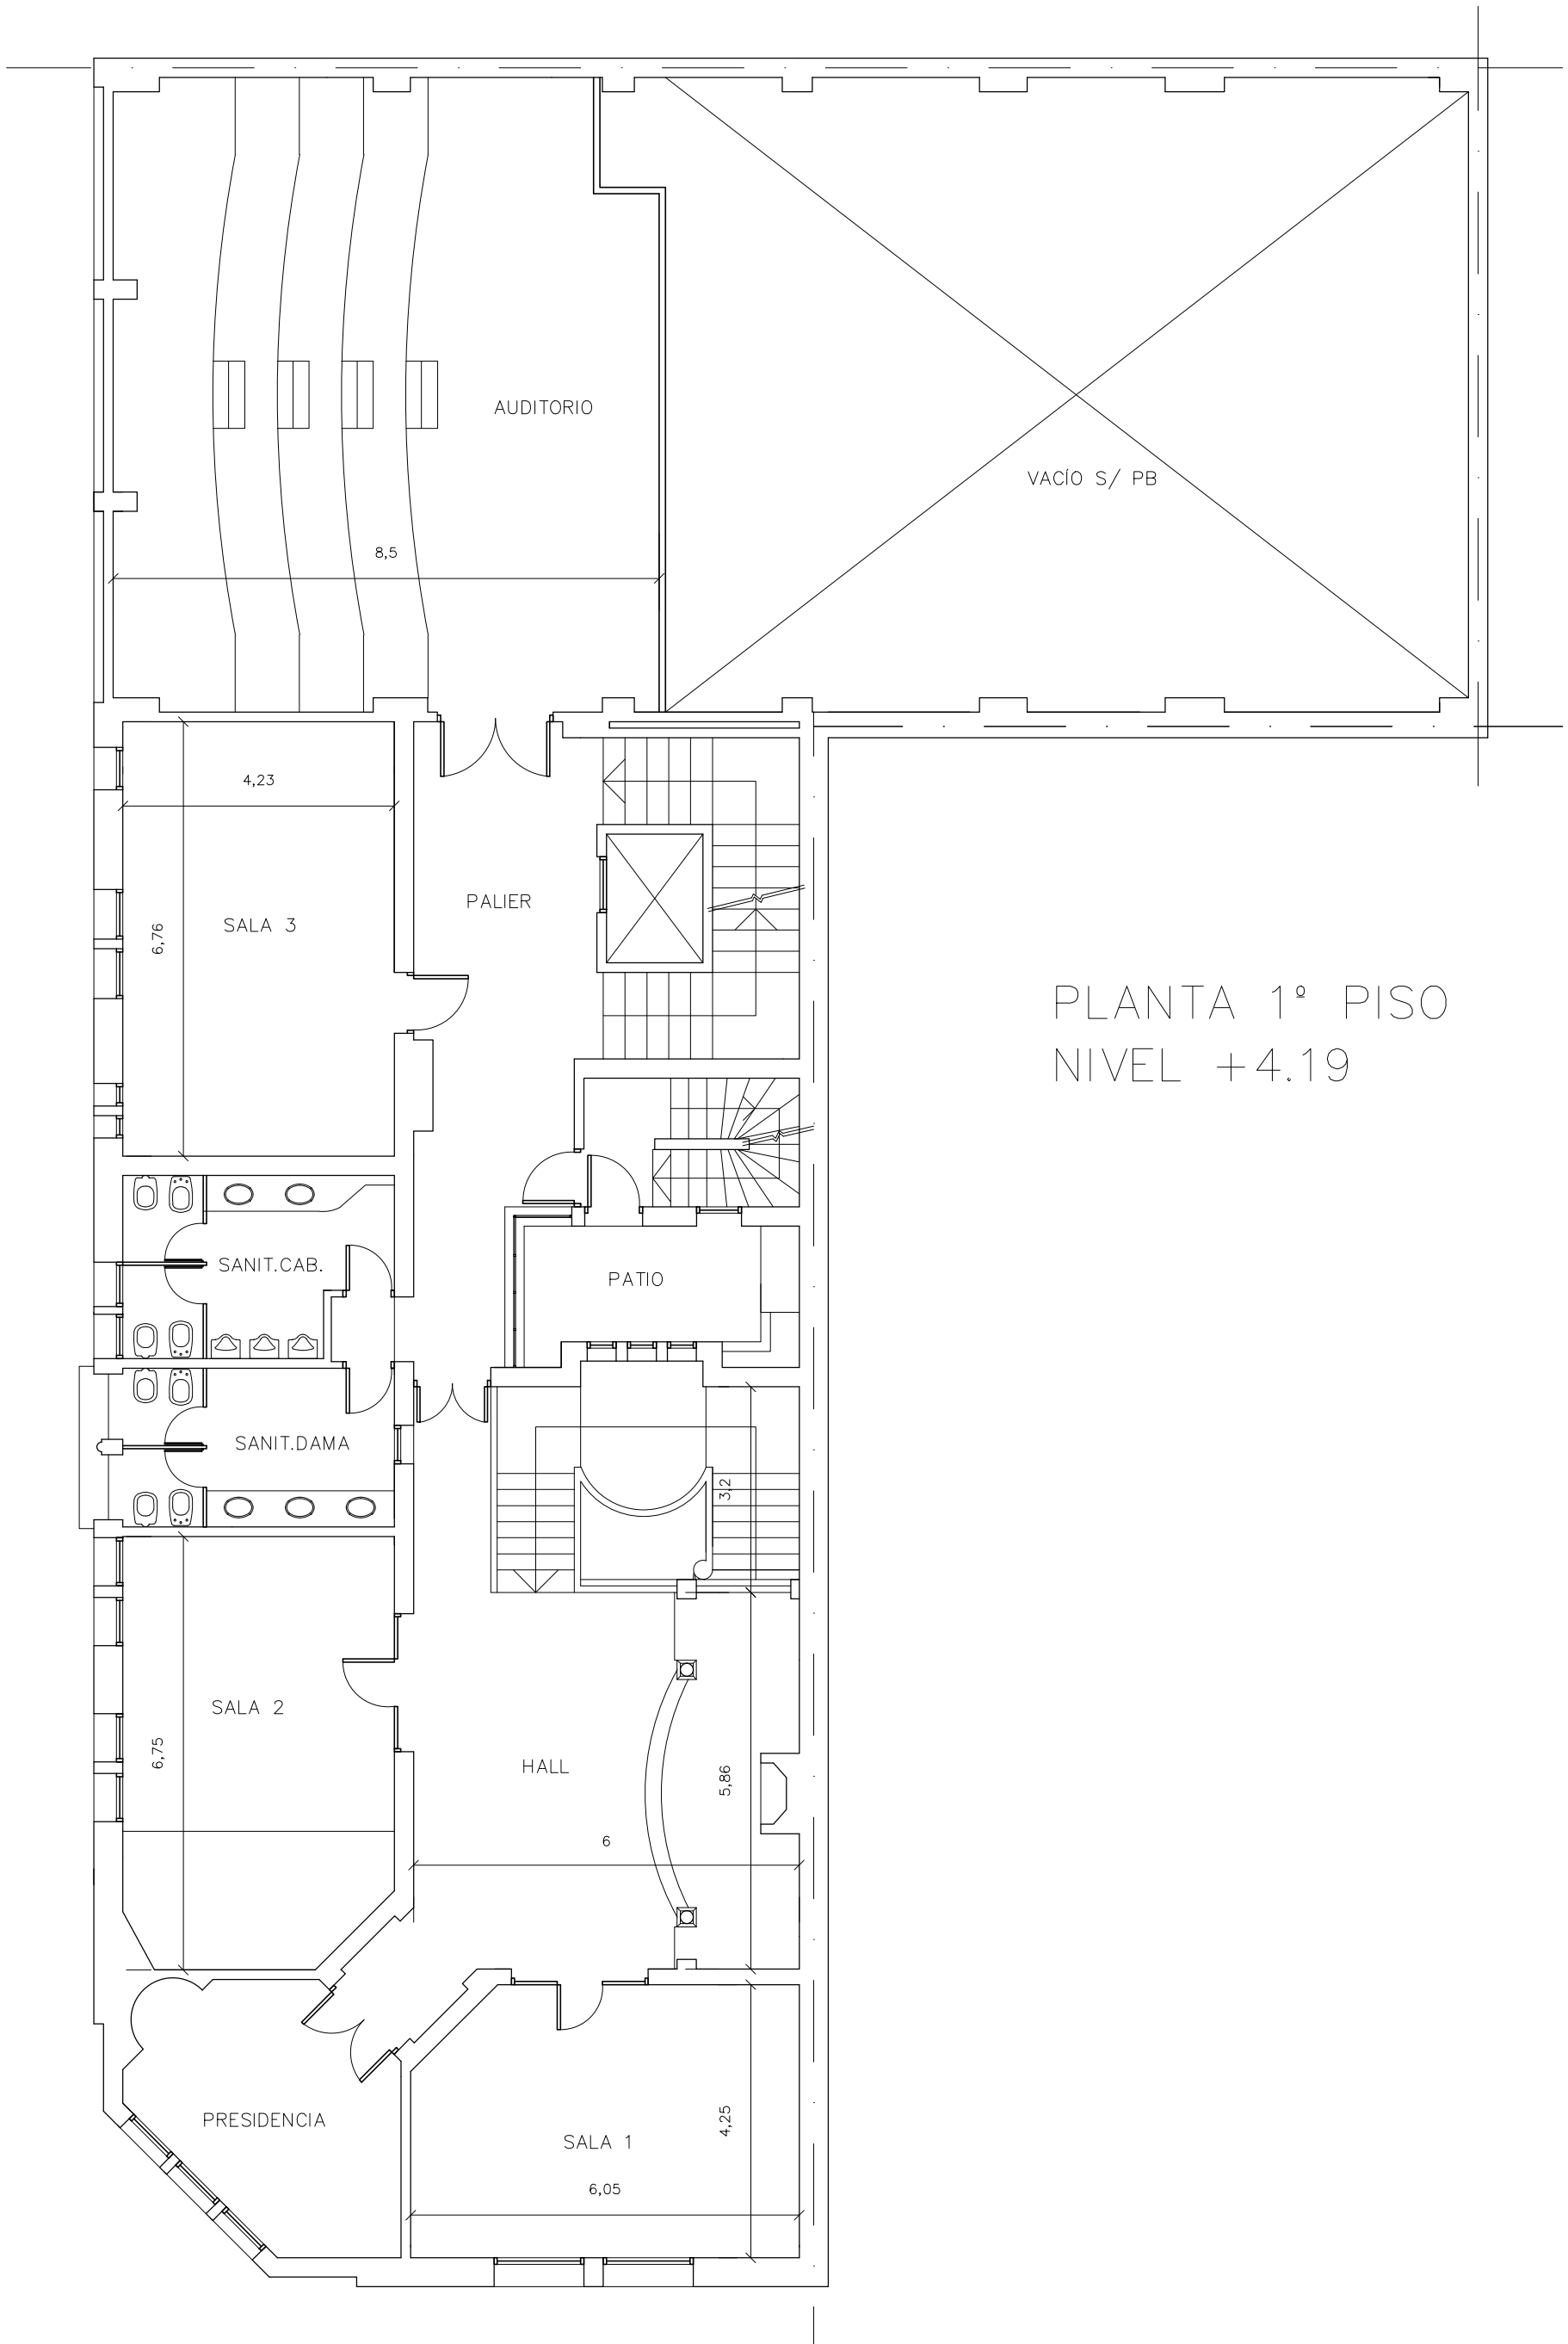 AUDITORIO
VACÍO S/ PB
8,5
4,23
PALIER
SALA 3
6,76
PLANTA 1º PISO
NIVEL +4.19
SANIT.CAB.
PATIO
SANIT.DAMA
3,2
SALA 2
6,75
HALL
5,86
6
PRESIDENCIA
SALA 1
4,25
6,05